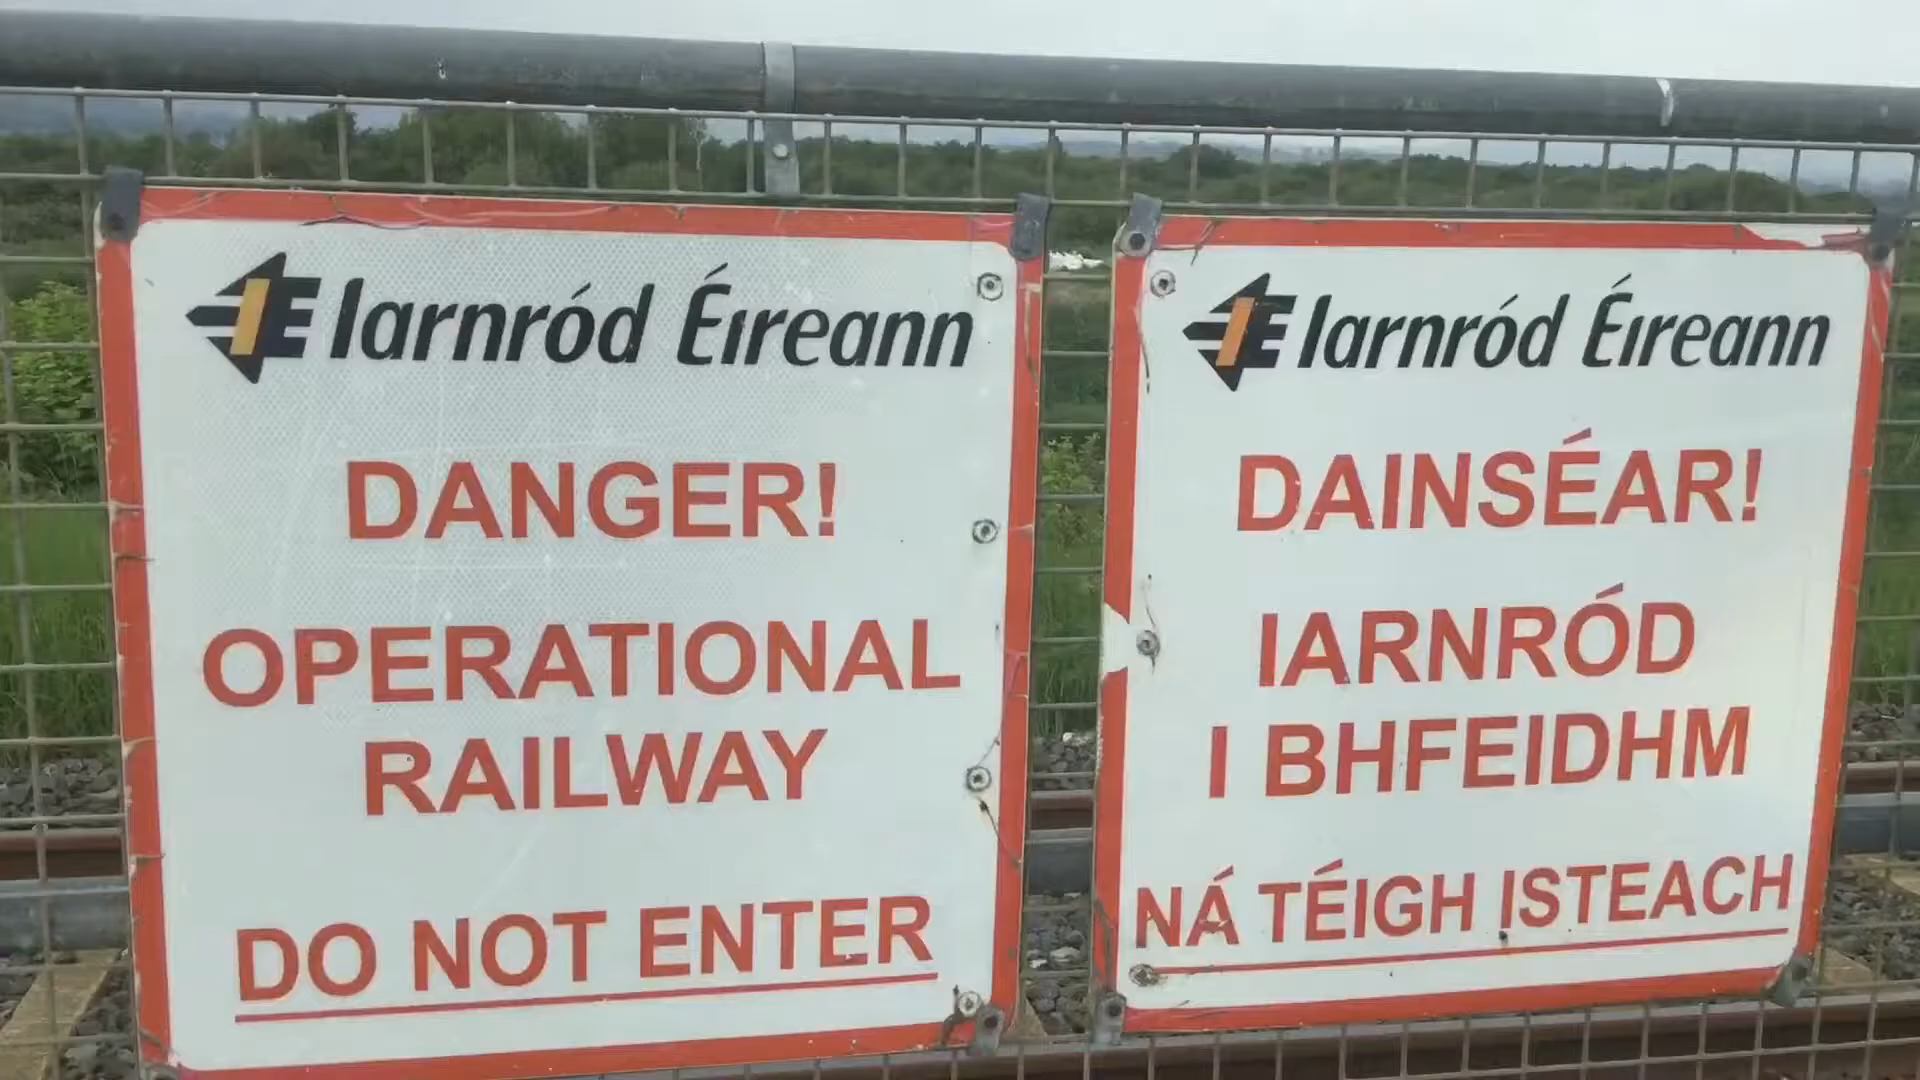 Iarnród Éireann
DANGER!
OPERATIONAL
RAILWAY
DO NOT ENTER
Iarnród Éireann
DAINSÉAR!
IARNRÓD
I BHFEIDHM
NÁ TÉIGH ISTEACH